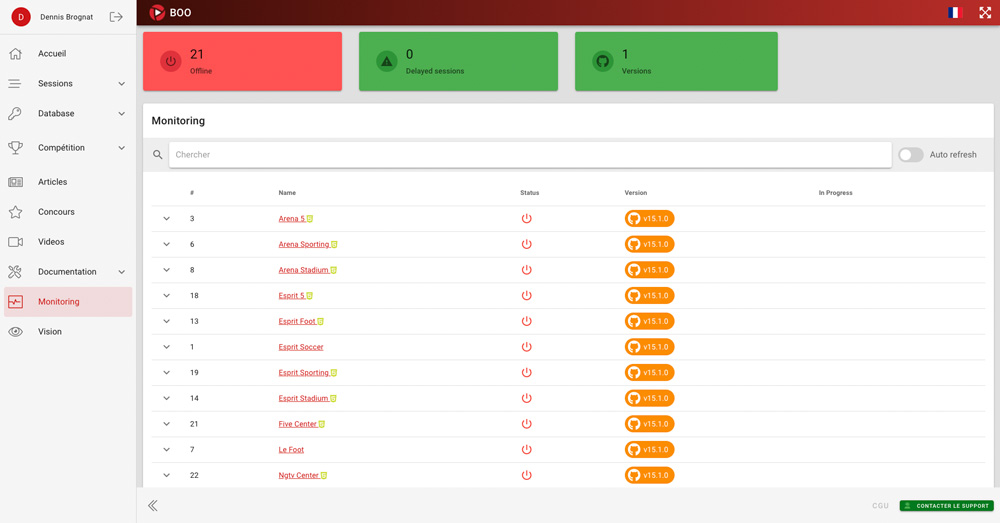 D Dennis Brognat
BOO
Accueil
Sessions
Database
Compétition
Articles
Concours
Videos
Documentation
Monitoring
Vision
21
Offline
0
Delayed sessions
1
Versions
Monitoring
Chercher
Auto refresh
# Name Status Version In Progress
3 Arena 5 v15.1.0
6 Arena Sporting v15.1.0
8 Arena Stadium v15.1.0
18 Esprit 5 v15.1.0
13 Esprit Foot v15.1.0
1 Esprit Soccer v15.1.0
19 Esprit Sporting v15.1.0
14 Esprit Stadium v15.1.0
21 Five Center v15.1.0
7 Le Foot v15.1.0
22 Ngtv Center v15.1.0
CGU CONTACTER LE SUPPORT